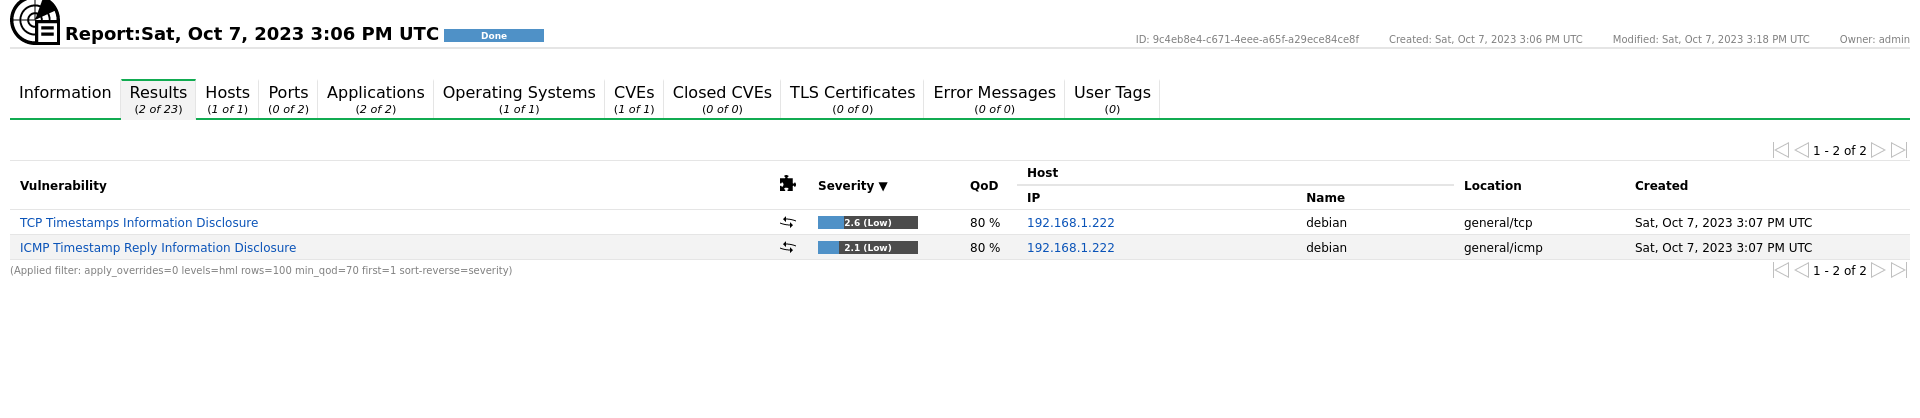 Report:Sat, Oct 7, 2023 3:06 PM UTC Done ID: 9c4eb8e4-c671-4eee-a65f-a29ece84ce8f Created: Sat, Oct 7, 2023 3:06 PM UTC Modified: Sat, Oct 7, 2023 3:18 PM UTC Owner: admin
Information Results Hosts Ports Applications Operating Systems CVEs Closed CVEs TLS Certificates Error Messages User Tags
(2 of 23) (1 of 1) (0 of 2) (2 of 2) (1 of 1) (1 of 1) (0 of 0) (0 of 0) (0 of 0) (0)
1 - 2 of 2
Host
Vulnerability Severity ▼ QoD Location Created
IP Name
TCP Timestamps Information Disclosure 2.6 (Low) 80 % 192.168.1.222 debian general/tcp Sat, Oct 7, 2023 3:07 PM UTC
ICMP Timestamp Reply Information Disclosure 2.1 (Low) 80 % 192.168.1.222 debian general/icmp Sat, Oct 7, 2023 3:07 PM UTC
(Applied filter: apply_overrides=0 levels=hml rows=100 min_qod=70 first=1 sort-reverse=severity) 1 - 2 of 2